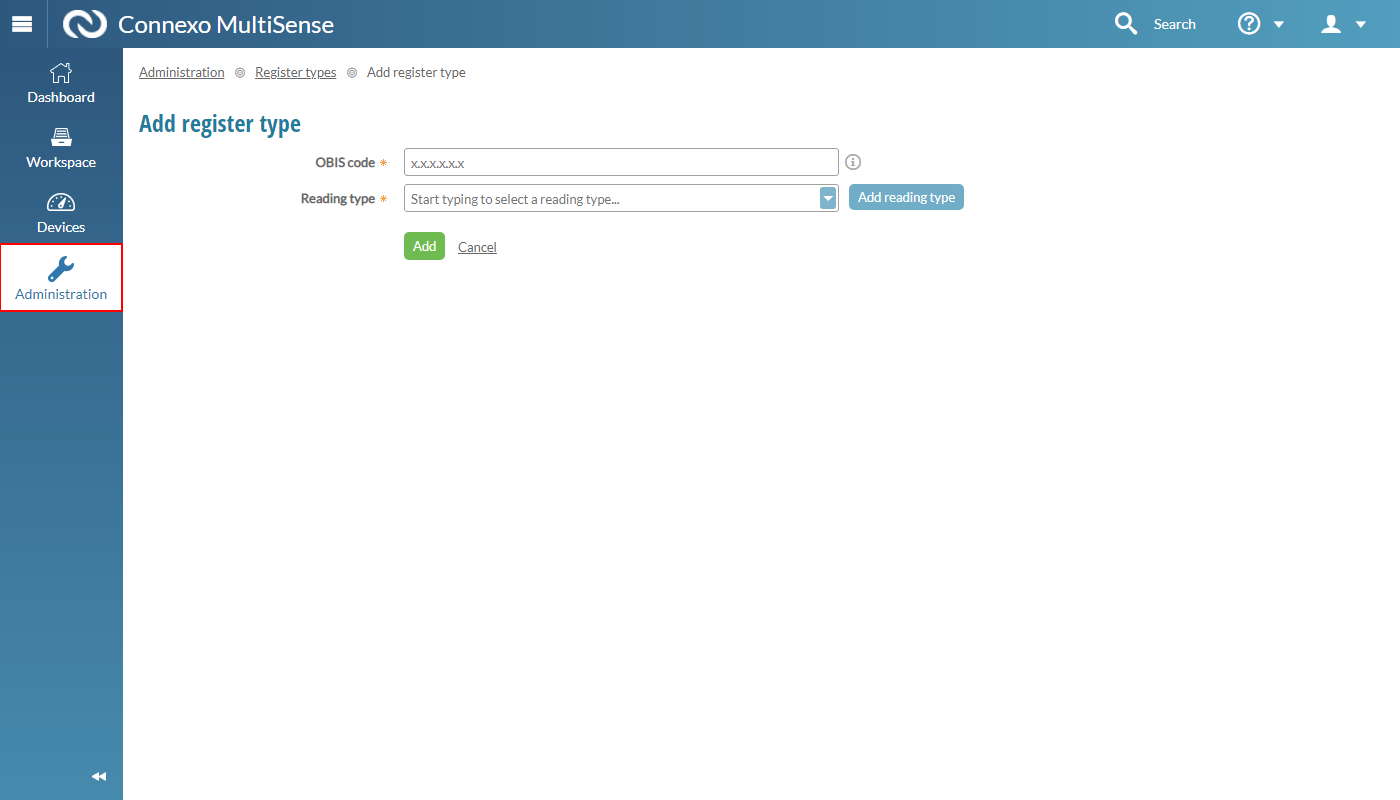 Connexo MultiSense
Search
Dashboard
Workspace
Devices
Administration
Administration Register types Add register type
Add register type
OBIS code * x.x.x.x.x.x
Reading type * Start typing to select a reading type... Add reading type
Add Cancel